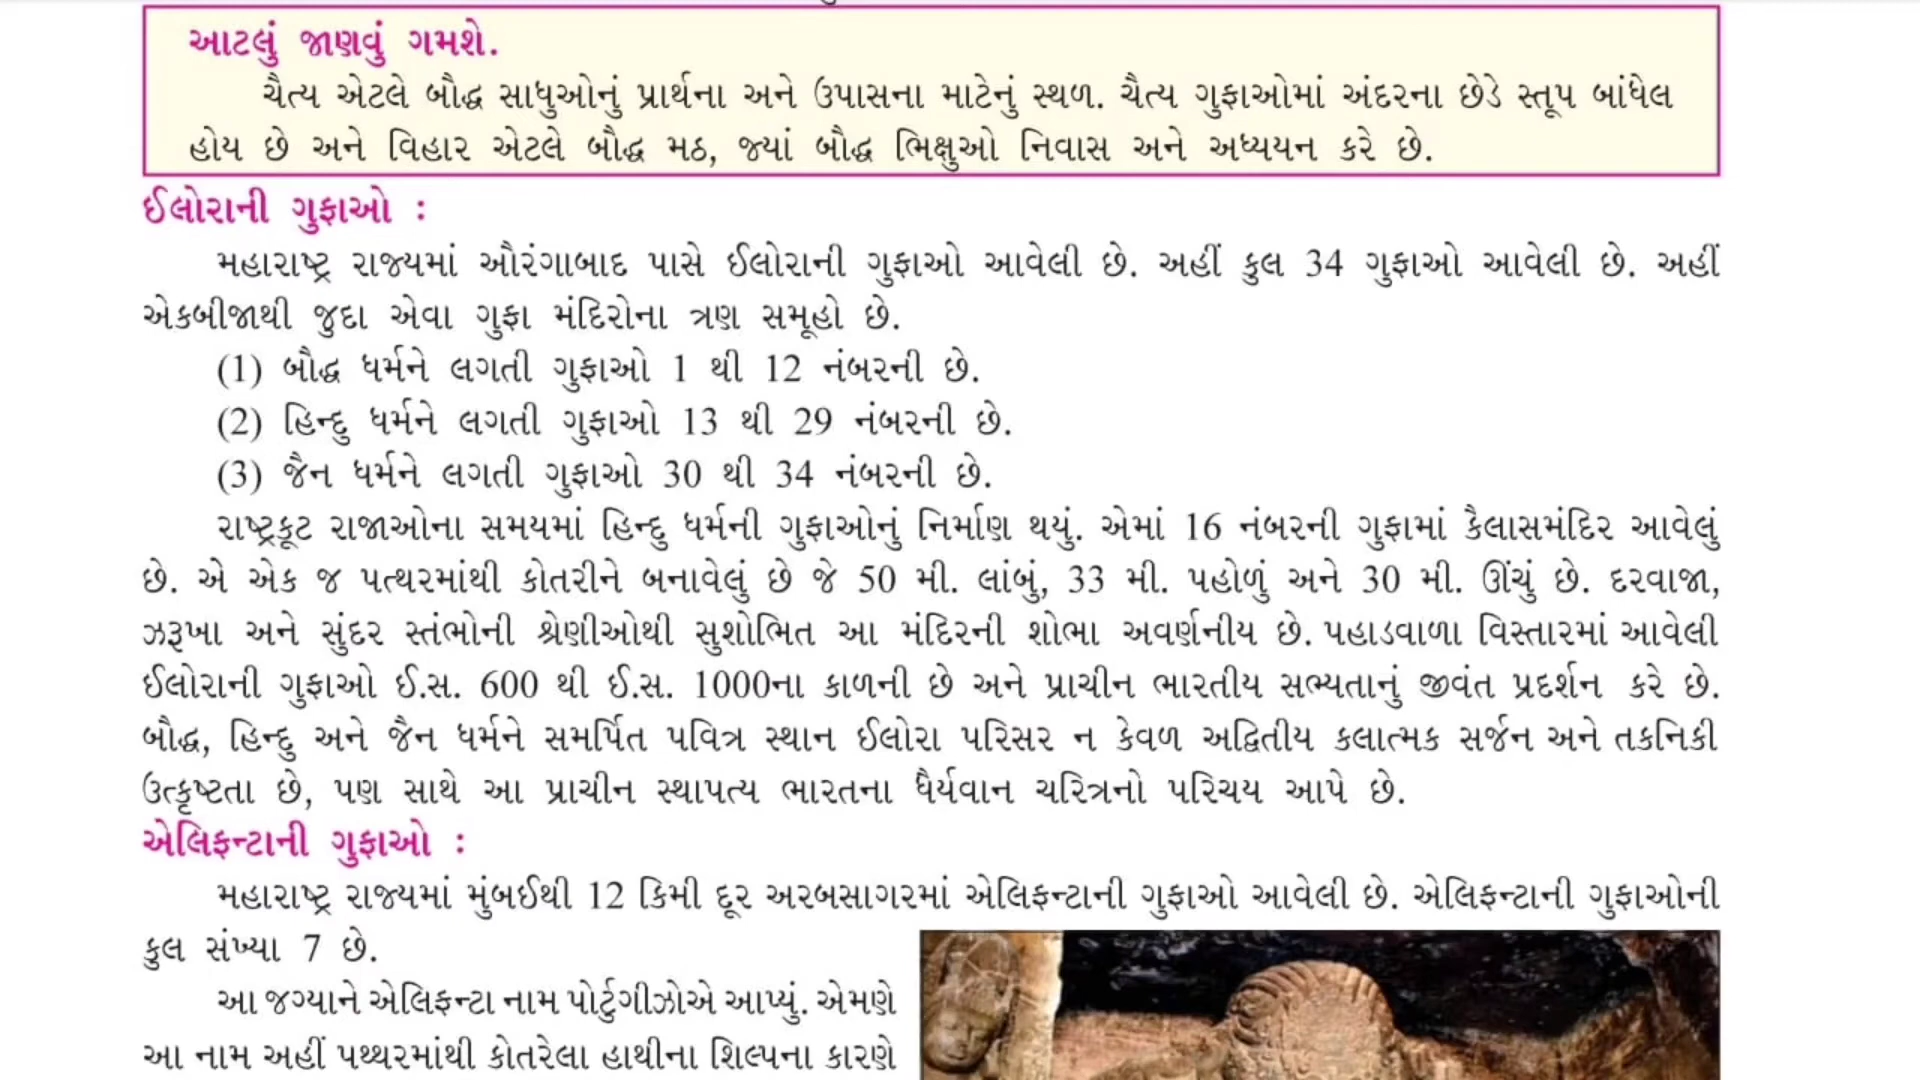 આટલું જાણવું ગમશે.
ચૈત્ય એટલે બૌદ્ધ સાધુઓનું પ્રાર્થના અને ઉપાસના માટેનું સ્થળ. ચૈત્ય ગુફાઓમાં અંદરના છેડે સ્તૂપ બાંધેલ
હોય છે અને વિહાર એટલે બૌદ્ધ મઠ, જ્યાં બૌદ્ધ ભિક્ષુઓ નિવાસ અને અધ્યયન કરે છે.
ઈલોરાની ગુફાઓ :
મહારાષ્ટ્ર રાજ્યમાં ઔરંગાબાદ પાસે ઈલોરાની ગુફાઓ આવેલી છે. અહીં કુલ 34 ગુફાઓ આવેલી છે. અહીં
એકબીજાથી જુદા એવા ગુફા મંદિરોના ત્રણ સમૂહો છે.
(1) બૌદ્ધ ધર્મને લગતી ગુફાઓ 1 થી 12 નંબરની છે.
(2) હિન્દુ ધર્મને લગતી ગુફાઓ 13 થી 29 નંબરની છે.
(3) જૈન ધર્મને લગતી ગુફાઓ 30 થી 34 નંબરની છે.
રાષ્ટ્રકૂટ રાજાઓના સમયમાં હિન્દુ ધર્મની ગુફાઓનું નિર્માણ થયું. એમાં 16 નંબરની ગુફામાં કૈલાસમંદિર આવેલું
છે. એ એક જ પત્થરમાંથી કોતરીને બનાવેલું છે જે 50 મી. લાંબું, 33 મી. પહોળું અને 30 મી. ઊંચું છે. દરવાજા,
ઝરૂખા અને સુંદર સ્તંભોની શ્રેણીઓથી સુશોભિત આ મંદિરની શોભા અવર્ણનીય છે. પહાડવાળા વિસ્તારમાં આવેલી
ઈલોરાની ગુફાઓ ઈ.સ. 600 થી ઈ.સ. 1000ના કાળની છે અને પ્રાચીન ભારતીય સભ્યતાનું જીવંત પ્રદર્શન કરે છે.
બૌદ્ધ, હિન્દુ અને જૈન ધર્મને સમર્પિત પવિત્ર સ્થાન ઈલોરા પરિસર ન કેવળ અદ્વિતીય કલાત્મક સર્જન અને તકનિકી
ઉત્કૃષ્ટતા છે, પણ સાથે આ પ્રાચીન સ્થાપત્ય ભારતના ધૈર્યવાન ચરિત્રનો પરિચય આપે છે.
એલિફન્ટાની ગુફાઓ :
મહારાષ્ટ્ર રાજ્યમાં મુંબઈથી 12 કિમી દૂર અરબસાગરમાં એલિફન્ટાની ગુફાઓ આવેલી છે. એલિફન્ટાની ગુફાઓની
કુલ સંખ્યા 7 છે.
આ જગ્યાને એલિફન્ટા નામ પોર્ટુગીઝોએ આપ્યું. એમણે
આ નામ અહીં પથ્થરમાંથી કોતરેલા હાથીના શિલ્પના કારણે